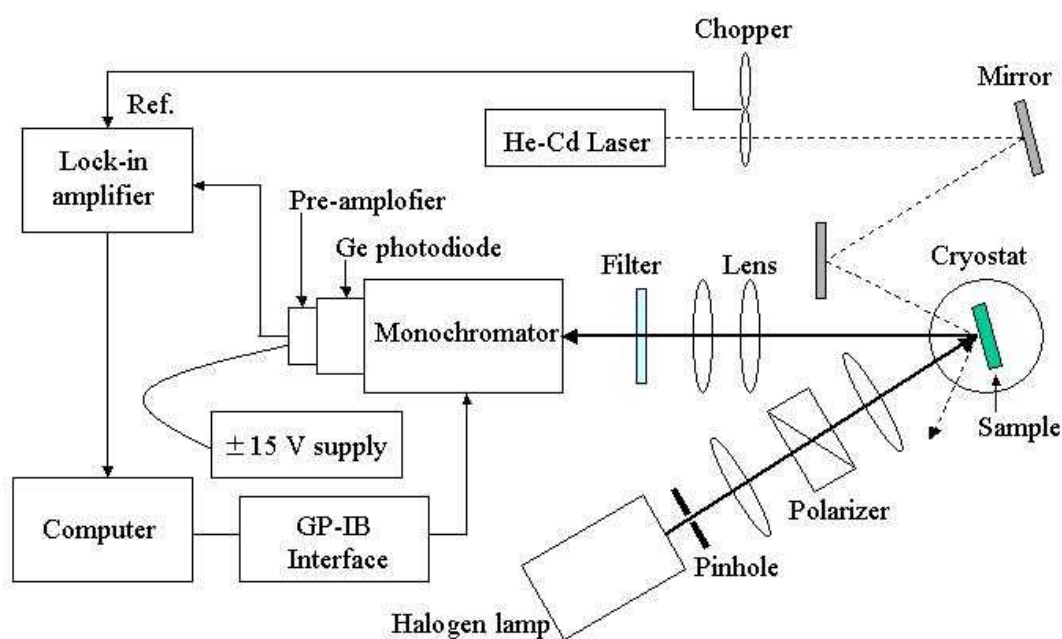 Chopper
Mirror
Ref.
He-Cd Laser
Lock-in
amplifier
Pre-amplofier
Ge photodiode
Filter
Lens
Cryostat
Monochromator
±15 V supply
Sample
Polarizer
Computer
GP-IB
Interface
Pinhole
Halogen lamp